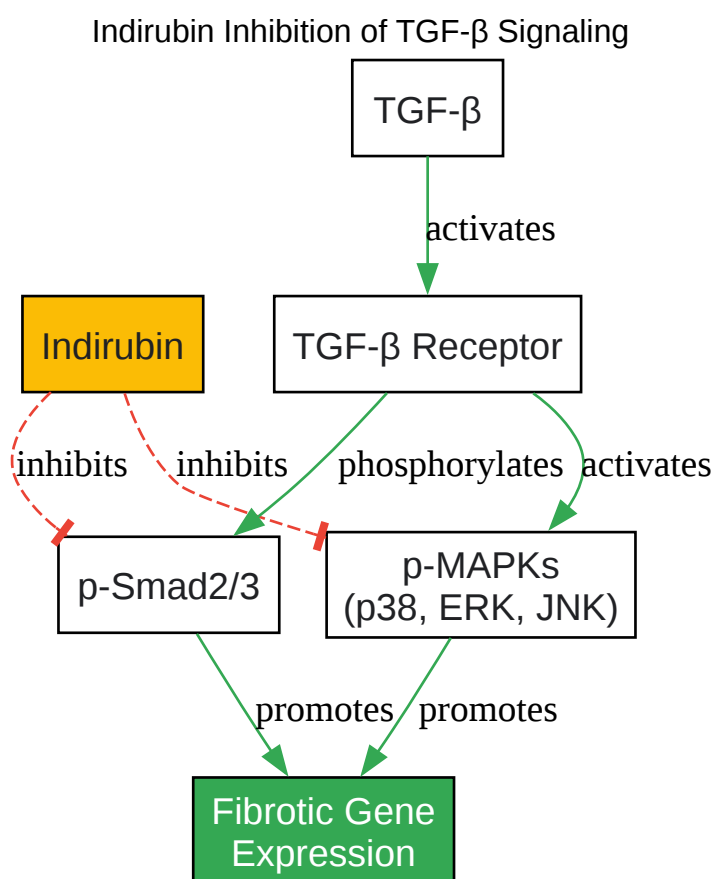 Indirubin Inhibition of TGF-β Signaling
TGF-β
activates
Indirubin
TGF-β Receptor
inhibits
inhibits
phosphorylates
activates
p-Smad2/3
p-MAPKs
(p38, ERK, JNK)
promotes
promotes
Fibrotic Gene
Expression